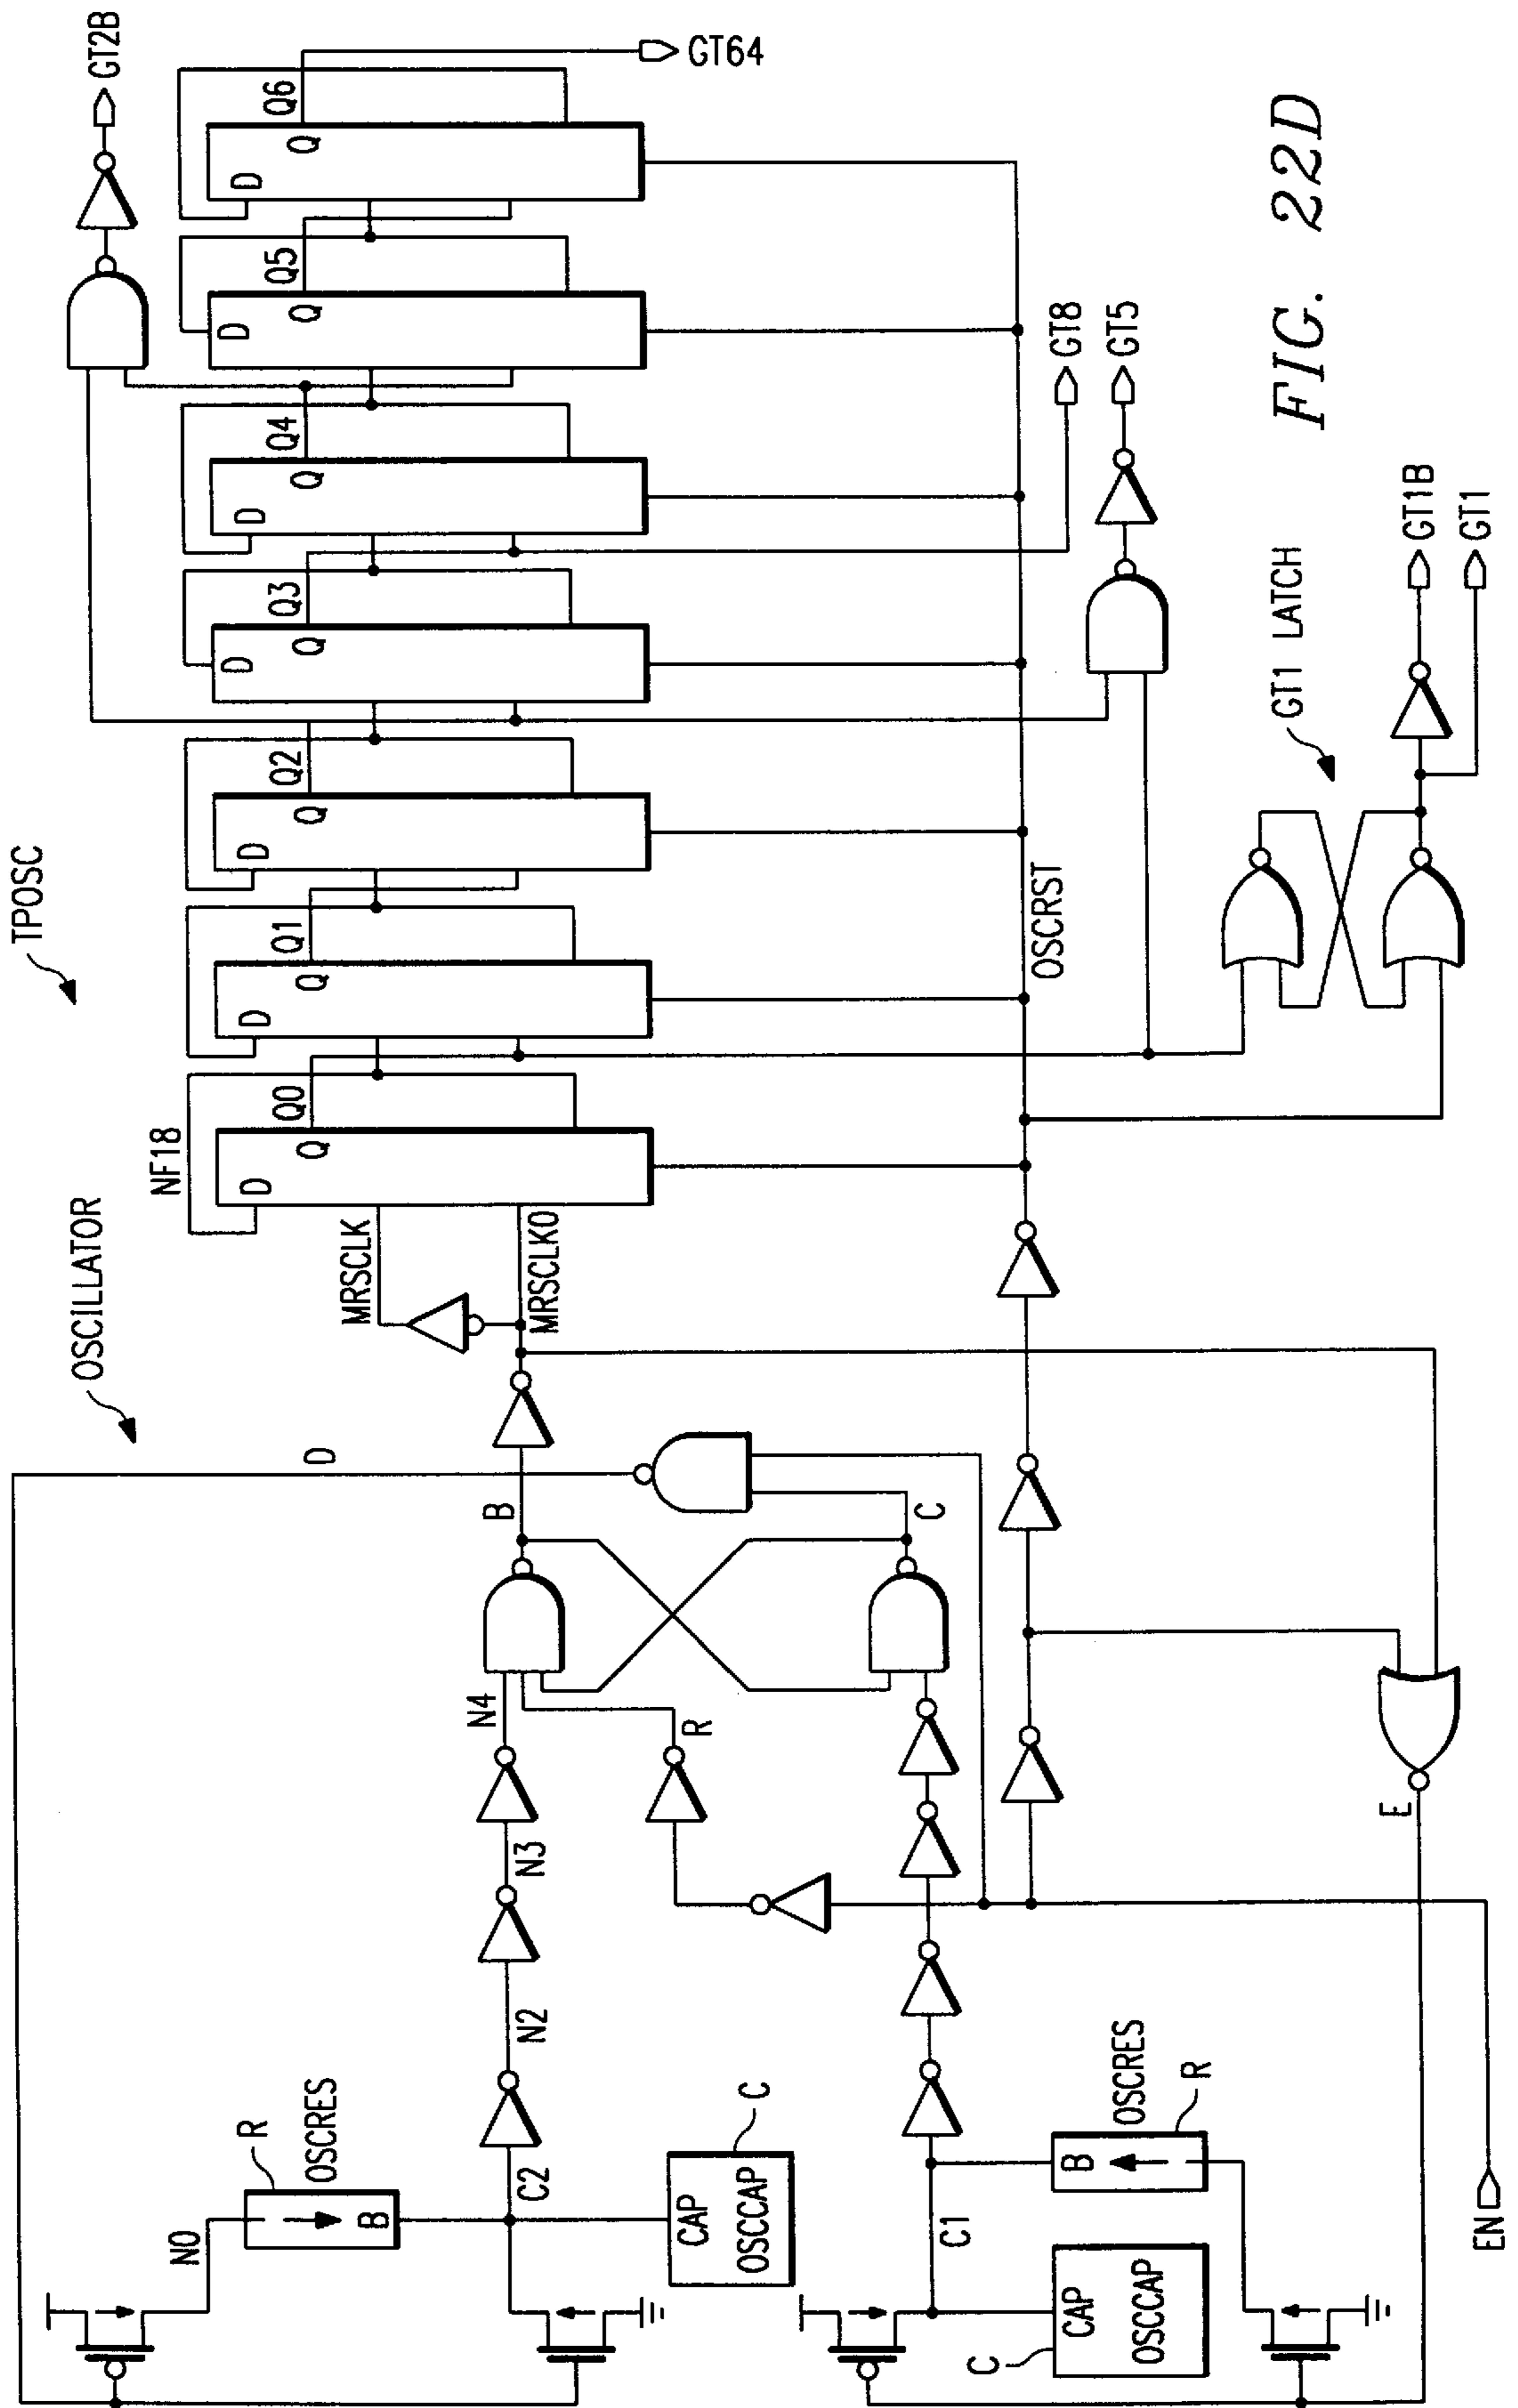 TPOSC
OSCILLATOR
NF18
D
Q
Q0
D
Q
Q1
D
Q
Q2
D
Q
Q3
D
Q
Q4
D
Q
Q5
D
Q
Q6
GT2B
GT64
MRSCLK
MRSCLK0
D
B
C
N0
R
OSCRES
B
C2
N2
N3
N4
R
CAP
OSCCAP
C
C1
C
CAP
OSCCAP
B
OSCRES
R
EN
E
OSCRST
GT8
GT5
GT1 LATCH
GT1B
GT1
FIG. 22D